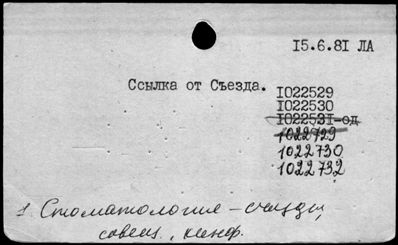 15.6.81 ЛА
Ссылка от Съезда.
1022529
1022530
1022531-од
1022729
1022730
1022732
1. Стоматология – съезды,
совещ., конф.